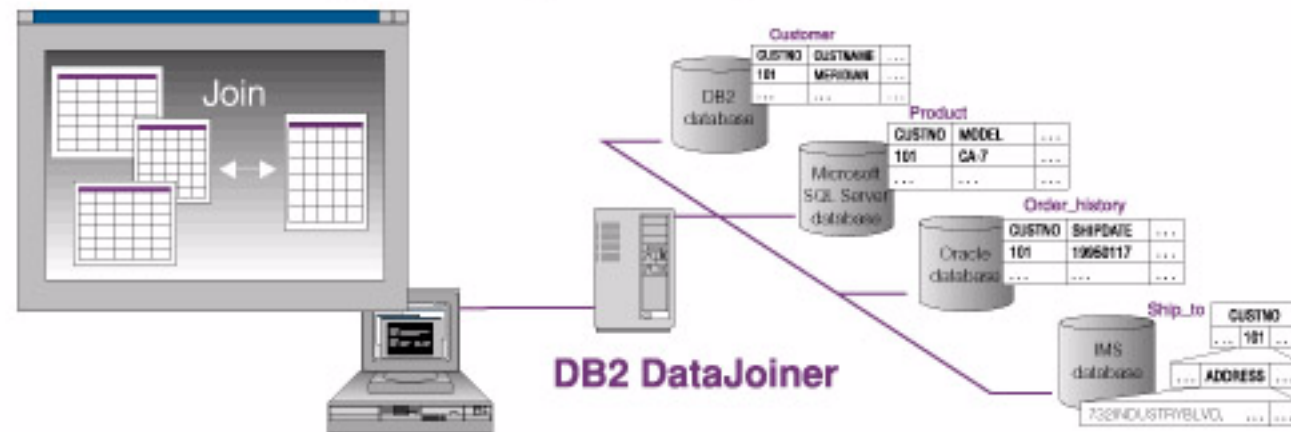 Join
DB2 DataJoiner
Customer
CUSTNO CUSTNAME ...
101 MERIDIAN ...
... ... ...
DB2
database
Product
CUSTNO MODEL ...
101 CA-7 ...
... ... ...
Microsoft
SQL Server
database
Order_history
CUSTNO SHIPDATE ...
101 19950117 ...
... ... ...
Oracle
database
Ship_to
CUSTNO
... 101 ...
... ADDRESS ...
732INDUSTRYBLVD. ... ...
IMS
database